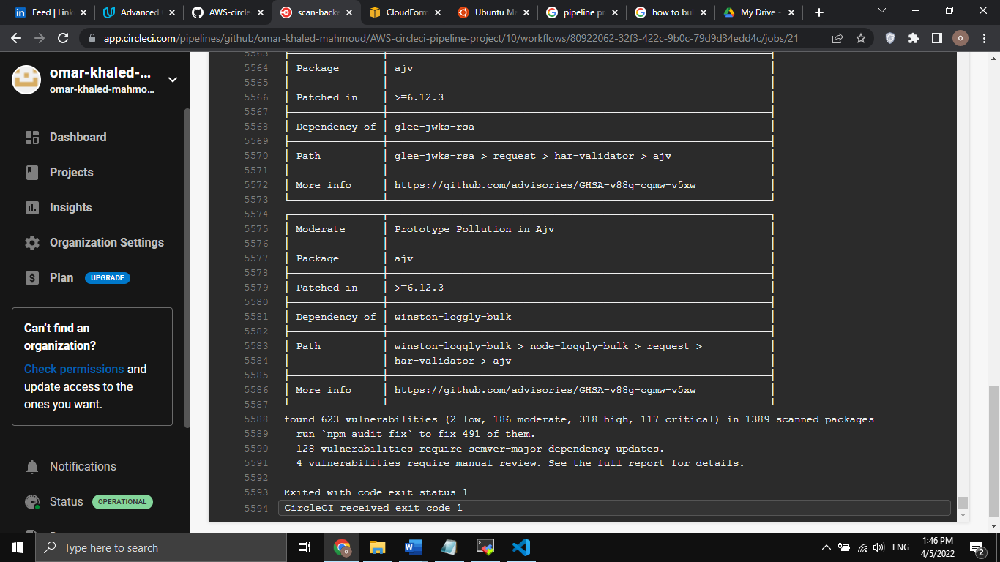 Feed | Link
Advanced
AWS-circle
scan-backe
CloudForm
Ubuntu Ma
pipeline pr
how to bui
My Drive -
app.circleci.com/pipelines/github/omar-khaled-mahmoud/AWS-circleci-pipeline-project/10/workflows/80922062-32f3-422c-9b0c-79d9d34edd4c/jobs/21
o
omar-khaled-...
omar-khaled-mahmo...
Dashboard
Projects
Insights
Organization Settings
Plan UPGRADE
Can't find an
organization?
Check permissions and
update access to the
ones you want.
Notifications
Status OPERATIONAL
5563
5564 Package ajv
5565
5566 Patched in >=6.12.3
5567
5568 Dependency of glee-jwks-rsa
5569
5570 Path glee-jwks-rsa > request > har-validator > ajv
5571
5572 More info https://github.com/advisories/GHSA-v88g-cgmw-v5xw
5573
5574
5575 Moderate Prototype Pollution in Ajv
5576
5577 Package ajv
5578
5579 Patched in >=6.12.3
5580
5581 Dependency of winston-loggly-bulk
5582
5583 Path winston-loggly-bulk > node-loggly-bulk > request >
5584 har-validator > ajv
5585
5586 More info https://github.com/advisories/GHSA-v88g-cgmw-v5xw
5587
5588 found 623 vulnerabilities (2 low, 186 moderate, 318 high, 117 critical) in 1389 scanned packages
5589 run `npm audit fix` to fix 491 of them.
5590 128 vulnerabilities require semver-major dependency updates.
5591 4 vulnerabilities require manual review. See the full report for details.
5592
5593 Exited with code exit status 1
5594 CircleCI received exit code 1
Type here to search
ENG
1:46 PM
4/5/2022
2